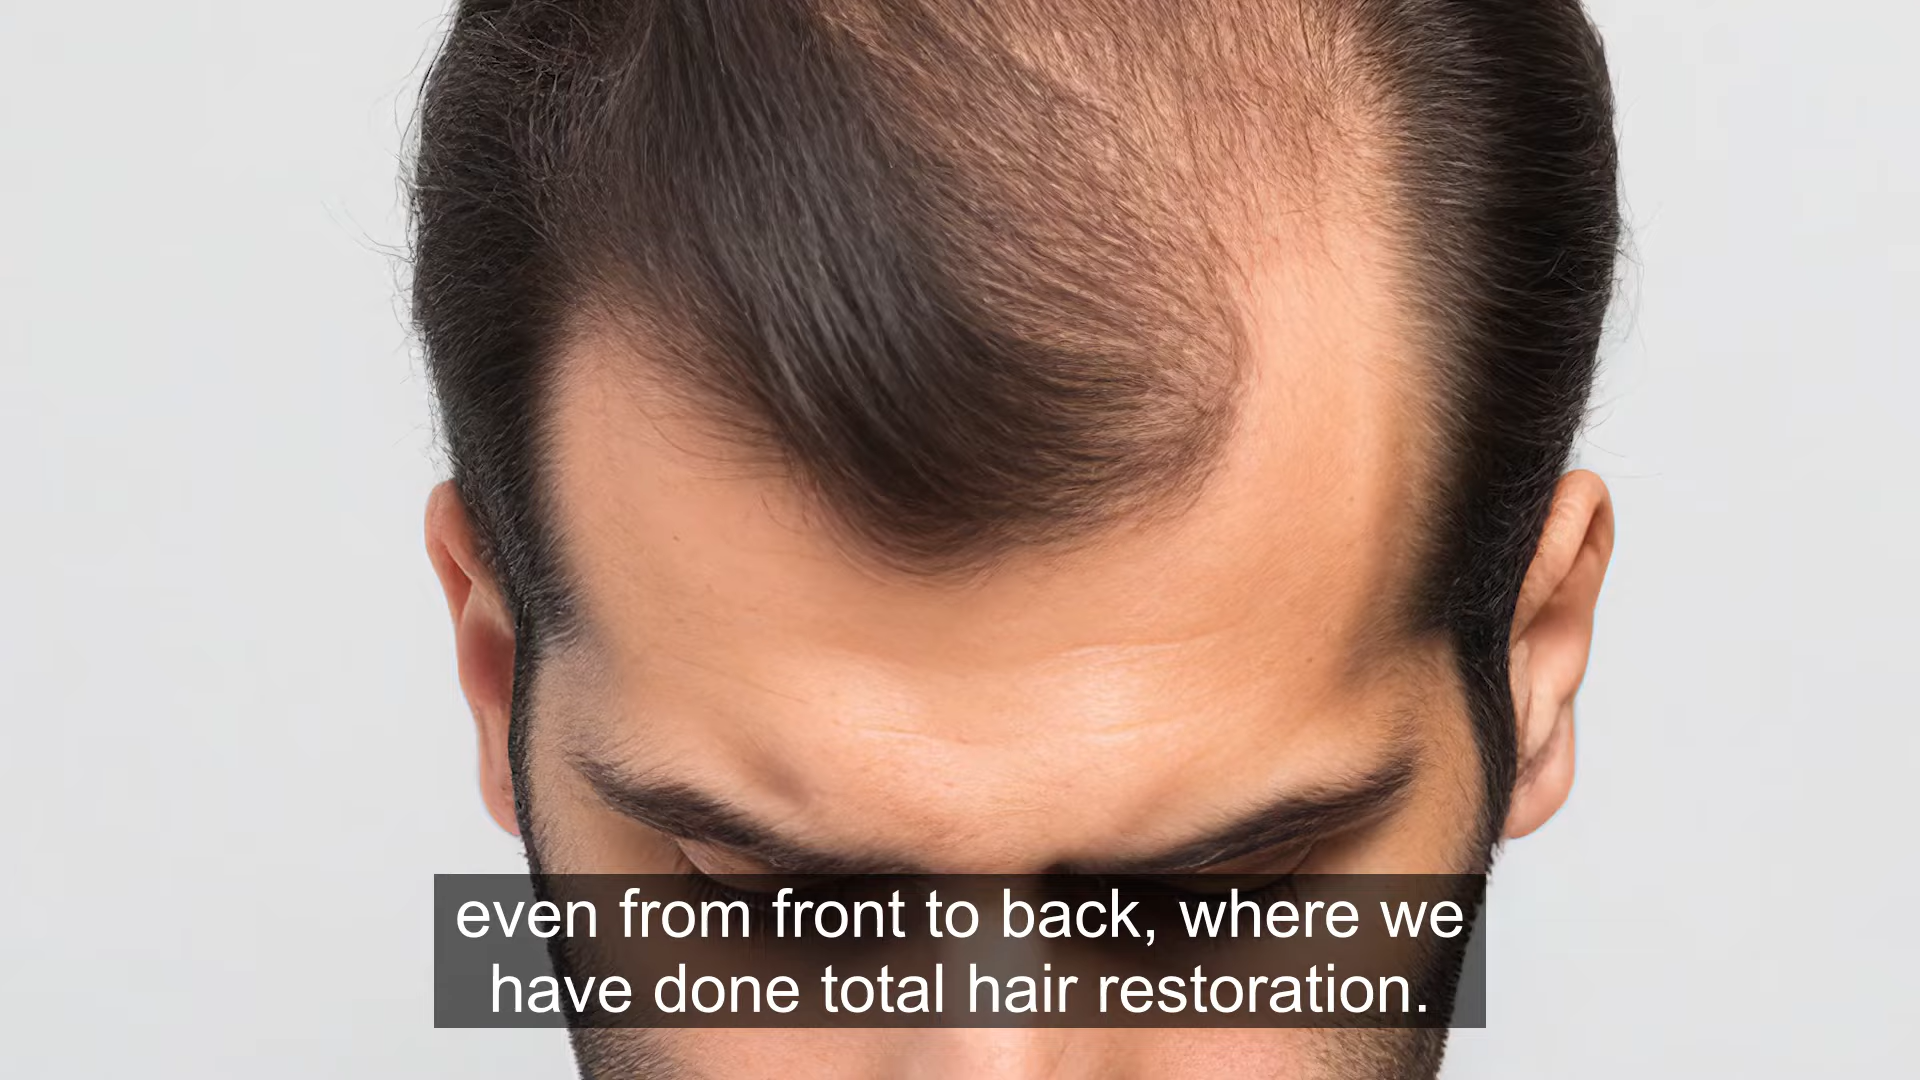 even from front to back, where we
have done total hair restoration.